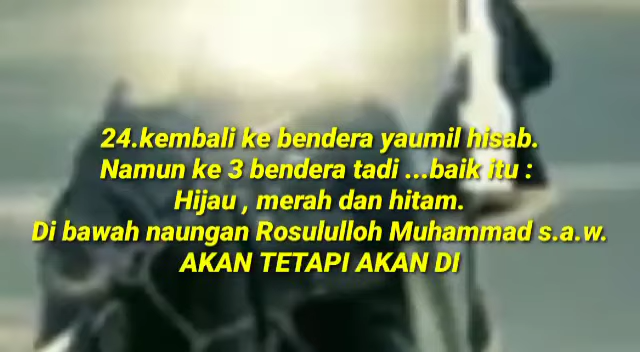 24.kembali ke bendera yaumil hisab.
Namun ke 3 bendera tadi ...baik itu :
Hijau , merah dan hitam.
Di bawah naungan Rosululloh Muhammad s.a.w.
AKAN TETAPI AKAN DI